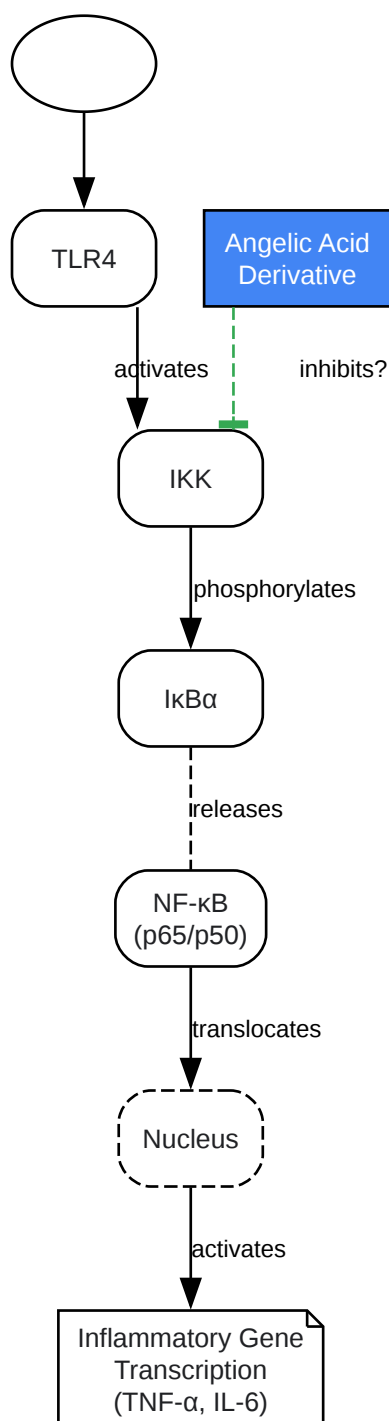 TLR4
Angelic Acid
Derivative
activates
inhibits?
IKK
phosphorylates
IκBα
releases
NF-κB
(p65/p50)
translocates
Nucleus
activates
Inflammatory Gene
Transcription
(TNF-α, IL-6)